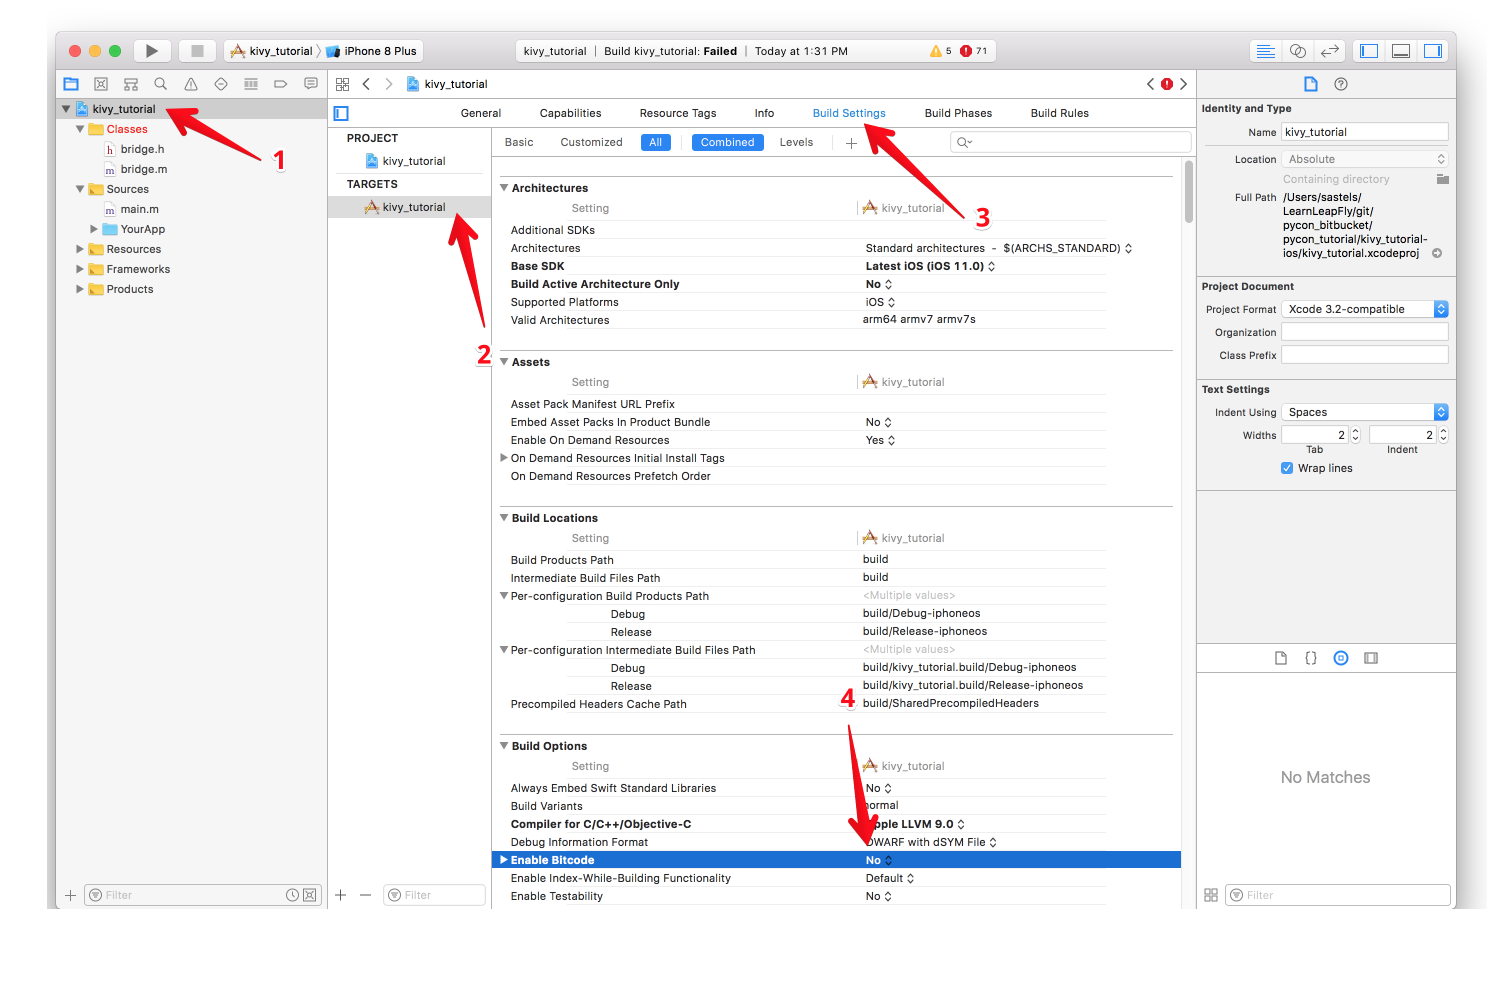 kivy_tutorial
iPhone 8 Plus
kivy_tutorial | Build kivy_tutorial: Failed | Today at 1:31 PM
5
71
kivy_tutorial
Classes
bridge.h
bridge.m
Sources
main.m
YourApp
Resources
Frameworks
Products
Filter
1
kivy_tutorial
General
Capabilities
Resource Tags
Info
Build Settings
Build Phases
Build Rules
PROJECT
kivy_tutorial
TARGETS
kivy_tutorial
2
Filter
Basic
Customized
All
Combined
Levels
3
Architectures
Setting kivy_tutorial
Additional SDKs
Architectures Standard architectures - $(ARCHS_STANDARD)
Base SDK Latest iOS (iOS 11.0)
Build Active Architecture Only No
Supported Platforms iOS
Valid Architectures arm64 armv7 armv7s
Assets
Setting kivy_tutorial
Asset Pack Manifest URL Prefix
Embed Asset Packs In Product Bundle No
Enable On Demand Resources Yes
On Demand Resources Initial Install Tags
On Demand Resources Prefetch Order
Build Locations
Setting kivy_tutorial
Build Products Path build
Intermediate Build Files Path build
Per-configuration Build Products Path <Multiple values>
Debug build/Debug-iphoneos
Release build/Release-iphoneos
Per-configuration Intermediate Build Files Path <Multiple values>
Debug build/kivy_tutorial.build/Debug-iphoneos
Release build/kivy_tutorial.build/Release-iphoneos
Precompiled Headers Cache Path build/SharedPrecompiledHeaders
4
Build Options
Setting kivy_tutorial
Always Embed Swift Standard Libraries No
Build Variants normal
Compiler for C/C++/Objective-C Apple LLVM 9.0
Debug Information Format DWARF with dSYM File
Enable Bitcode No
Enable Index-While-Building Functionality Default
Enable Testability No
Identity and Type
Name kivy_tutorial
Location Absolute
Containing directory
Full Path /Users/sastels/
LearnLeapFly/git/
pycon_bitbucket/
pycon_tutorial/kivy_tutorial-
ios/kivy_tutorial.xcodeproj
Project Document
Project Format Xcode 3.2-compatible
Organization
Class Prefix
Text Settings
Indent Using Spaces
Widths 2 2
Tab Indent
Wrap lines
No Matches
Filter